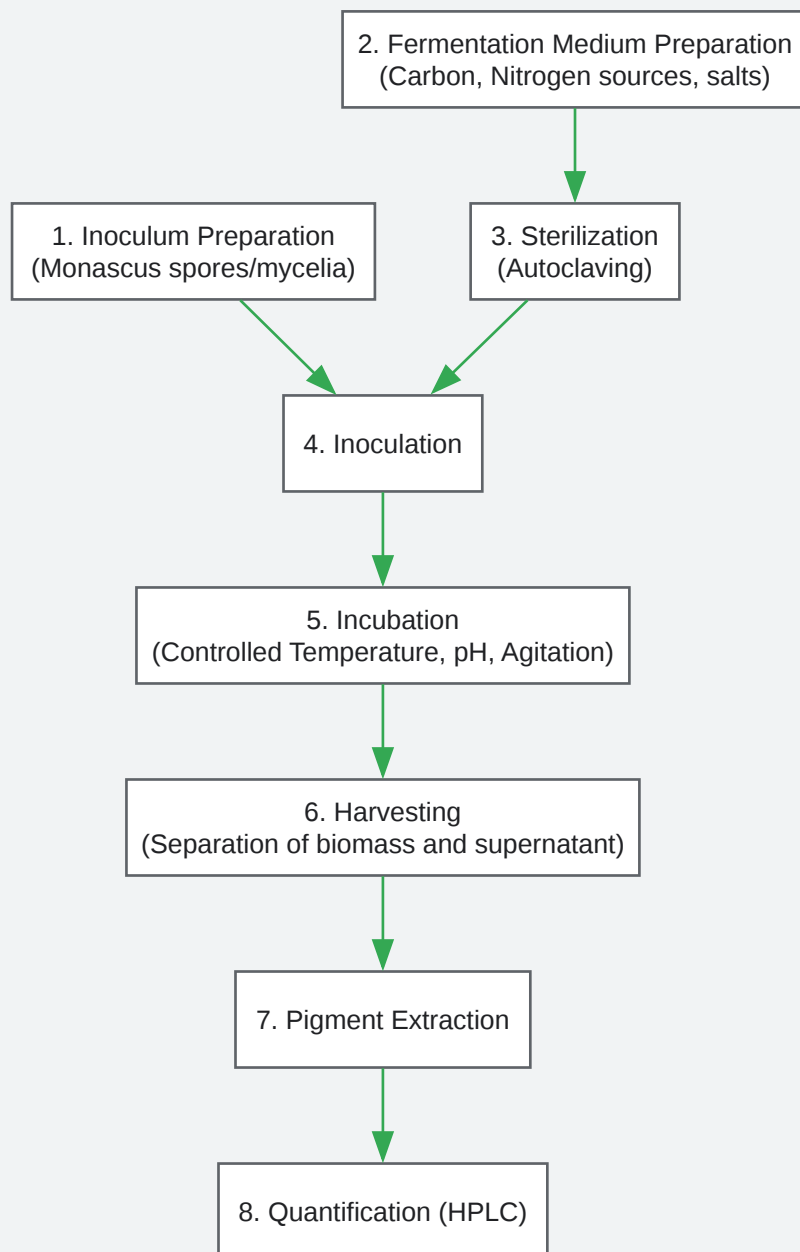 2. Fermentation Medium Preparation
(Carbon, Nitrogen sources, salts)
1. Inoculum Preparation
(Monascus spores/mycelia)
3. Sterilization
(Autoclaving)
4. Inoculation
5. Incubation
(Controlled Temperature, pH, Agitation)
6. Harvesting
(Separation of biomass and supernatant)
7. Pigment Extraction
8. Quantification (HPLC)